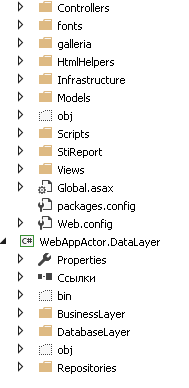 Controllers
fonts
galleria
HtmlHelpers
Infrastructure
Models
obj
Scripts
StiReport
Views
Global.asax
packages.config
Web.config
C# WebAppActor.DataLayer
Properties
Ссылки
bin
BusinessLayer
DatabaseLayer
obj
Repositories